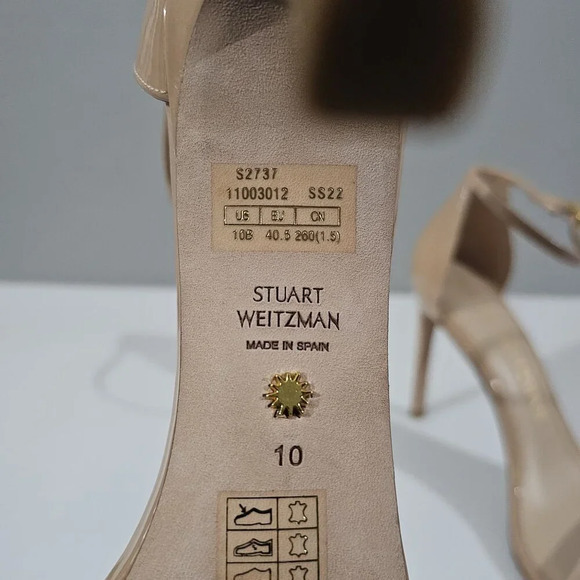 S2737
11003012 SS22
US EU CN
10B 40.5 260(1.5)
STUART
WEITZMAN
MADE IN SPAIN
10